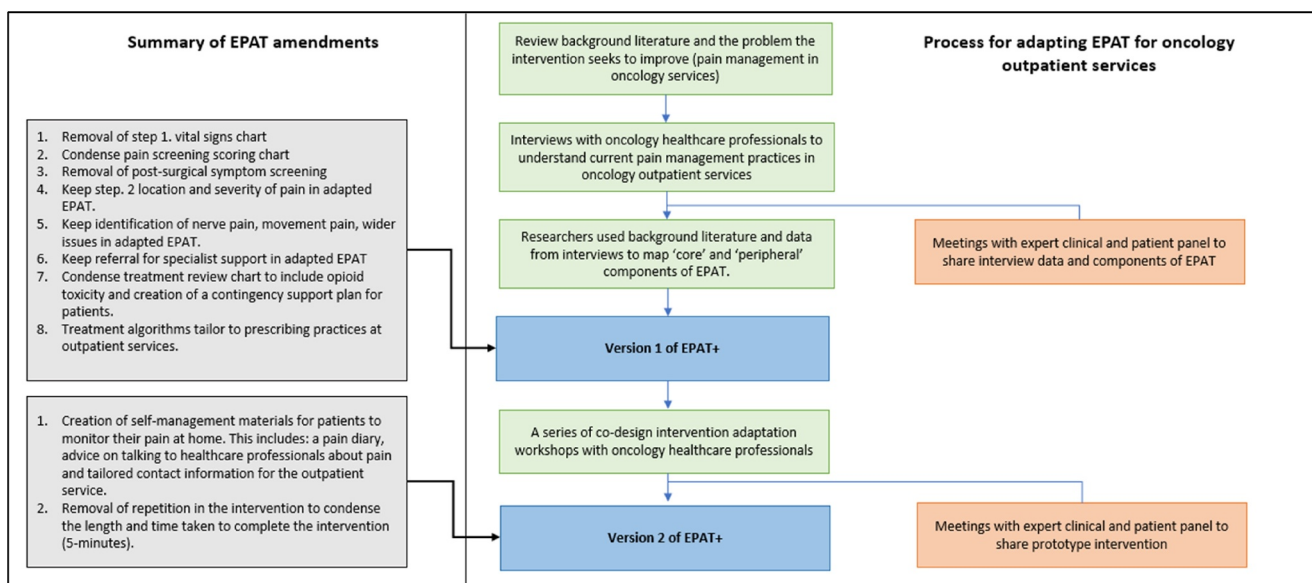 Summary of EPAT amendments
1. Removal of step 1. vital signs chart
2. Condense pain screening scoring chart
3. Removal of post-surgical symptom screening
4. Keep step. 2 location and severity of pain in adapted
EPAT.
5. Keep identification of nerve pain, movement pain, wider
issues in adapted EPAT.
6. Keep referral for specialist support in adapted EPAT
7. Condense treatment review chart to include opioid
toxicity and creation of a contingency support plan for
patients.
8. Treatment algorithms tailor to prescribing practices at
outpatient services.
1. Creation of self-management materials for patients to
monitor their pain at home. This includes: a pain diary,
advice on talking to healthcare professionals about pain
and tailored contact information for the outpatient
service.
2. Removal of repetition in the intervention to condense
the length and time taken to complete the intervention
(5-minutes).
Process for adapting EPAT for oncology
outpatient services
Review background literature and the problem the
intervention seeks to improve (pain management in
oncology services)
Interviews with oncology healthcare professionals to
understand current pain management practices in
oncology outpatient services
Meetings with expert clinical and patient panel to
share interview data and components of EPAT
Researchers used background literature and data
from interviews to map ‘core’ and ‘peripheral’
components of EPAT.
Version 1 of EPAT+
A series of co-design intervention adaptation
workshops with oncology healthcare professionals
Meetings with expert clinical and patient panel to
share prototype intervention
Version 2 of EPAT+